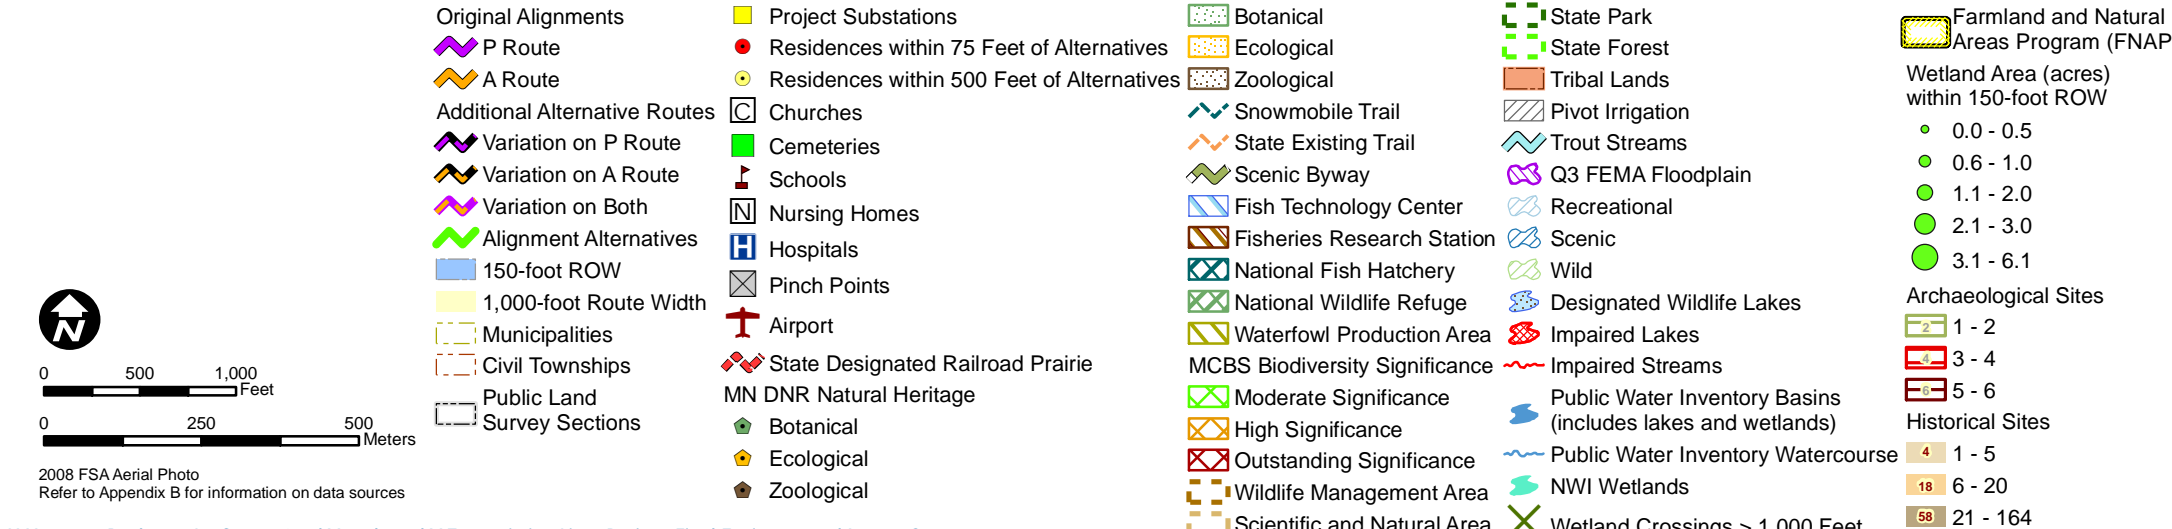 N
0 500 1,000
Feet
0 250 500
Meters
2008 FSA Aerial Photo
Refer to Appendix B for information on data sources
Original Alignments
P Route
A Route
Additional Alternative Routes
Variation on P Route
Variation on A Route
Variation on Both
Alignment Alternatives
150-foot ROW
1,000-foot Route Width
Municipalities
Civil Townships
Public Land
Survey Sections
Project Substations
Residences within 75 Feet of Alternatives
Residences within 500 Feet of Alternatives
C Churches
Cemeteries
Schools
N Nursing Homes
H Hospitals
Pinch Points
Airport
State Designated Railroad Prairie
MN DNR Natural Heritage
Botanical
Ecological
Zoological
Botanical
Ecological
Zoological
Snowmobile Trail
State Existing Trail
Scenic Byway
Fish Technology Center
Fisheries Research Station
National Fish Hatchery
National Wildlife Refuge
Waterfowl Production Area
MCBS Biodiversity Significance
Moderate Significance
High Significance
Outstanding Significance
Wildlife Management Area
Scientific and Natural Area
State Park
State Forest
Tribal Lands
Pivot Irrigation
Trout Streams
Q3 FEMA Floodplain
Recreational
Scenic
Wild
Designated Wildlife Lakes
Impaired Lakes
Impaired Streams
Public Water Inventory Basins
(includes lakes and wetlands)
Public Water Inventory Watercourse
NWI Wetlands
Wetland Crossings > 1,000 Feet
Farmland and Natural
Areas Program (FNAP
Wetland Area (acres)
within 150-foot ROW
0.0 - 0.5
0.6 - 1.0
1.1 - 2.0
2.1 - 3.0
3.1 - 6.1
Archaeological Sites
2 1 - 2
4 3 - 4
6 5 - 6
Historical Sites
4 1 - 5
18 6 - 20
58 21 - 164